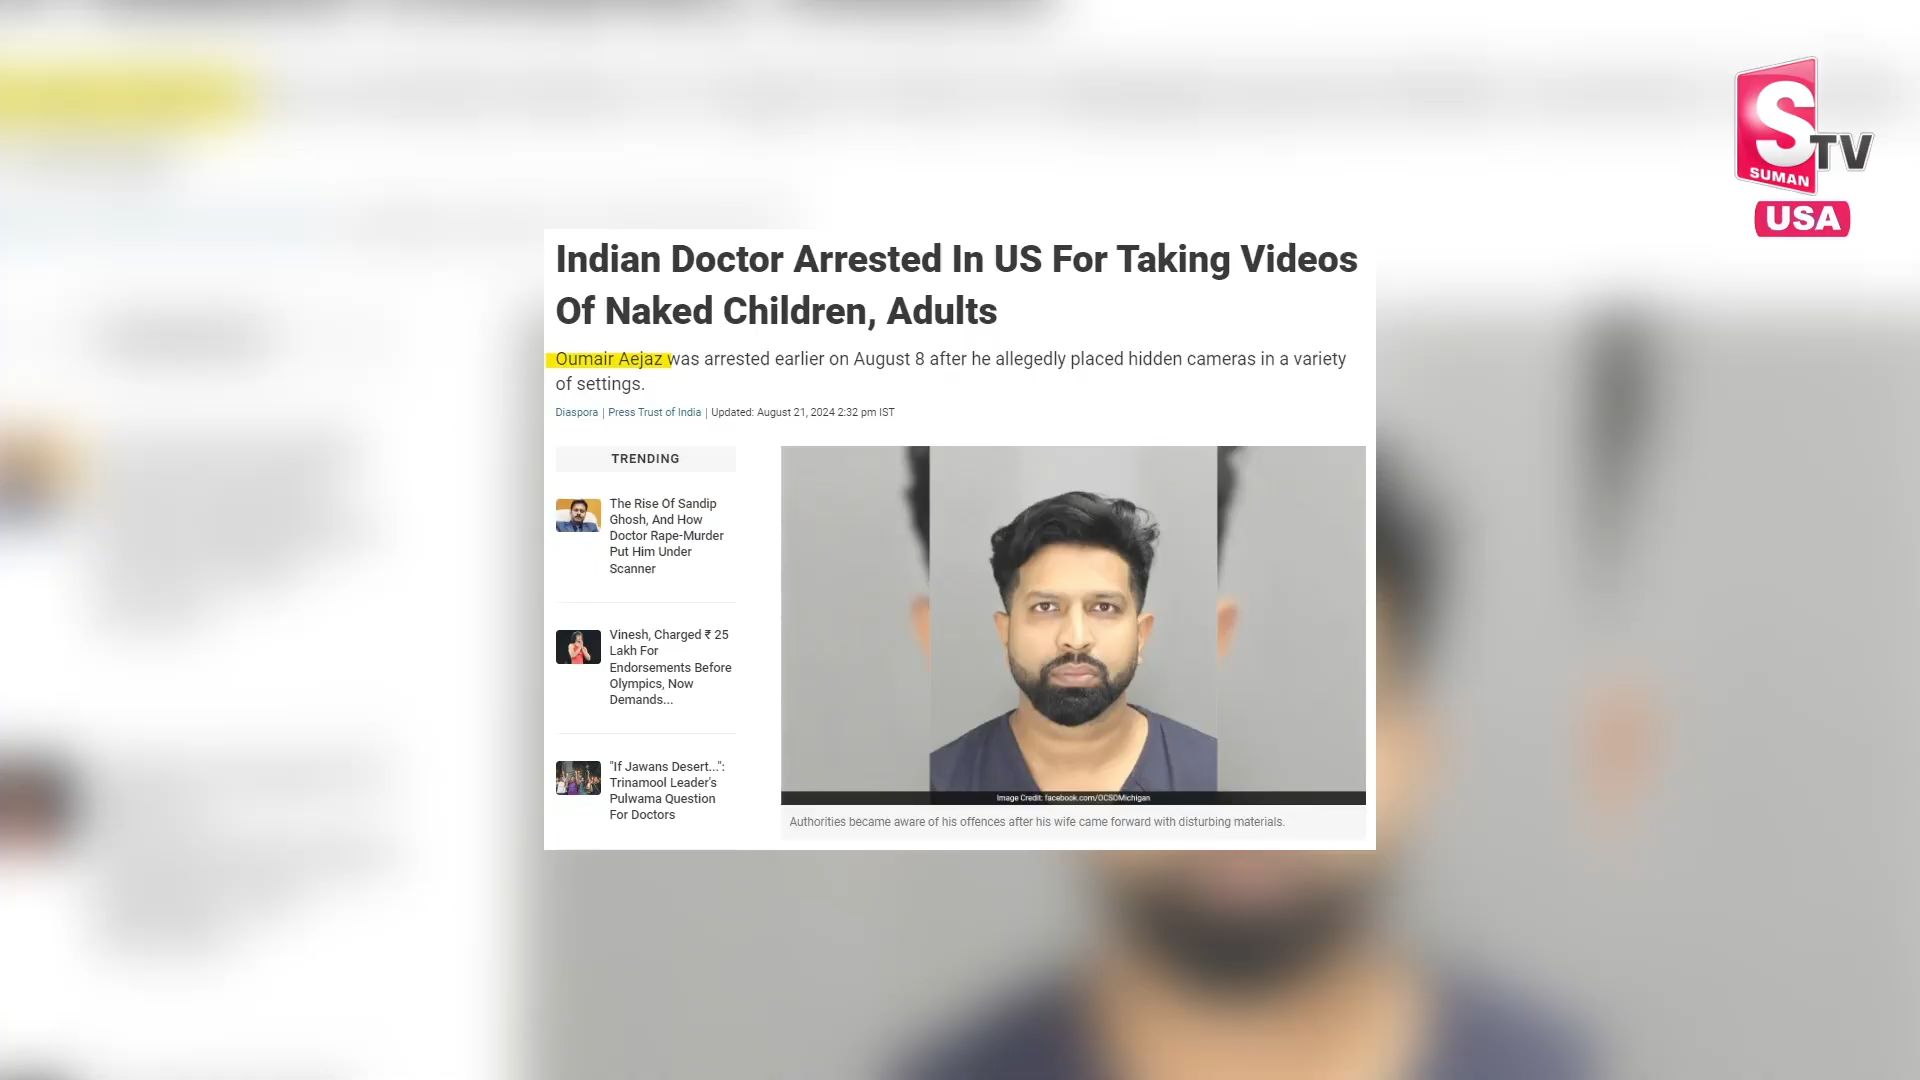 S
TV
SUMAN
USA
Indian Doctor Arrested In US For Taking Videos
Of Naked Children, Adults
Oumair Aejaz was arrested earlier on August 8 after he allegedly placed hidden cameras in a variety
of settings.
Diaspora | Press Trust of India | Updated: August 21, 2024 2:32 pm IST
TRENDING
The Rise Of Sandip
Ghosh, And How
Doctor Rape-Murder
Put Him Under
Scanner
Vinesh, Charged ₹ 25
Lakh For
Endorsements Before
Olympics, Now
Demands...
"If Jawans Desert...":
Trinamool Leader's
Pulwama Question
For Doctors
Image Credit: facebook.com/OCSOMichigan
Authorities became aware of his offences after his wife came forward with disturbing materials.